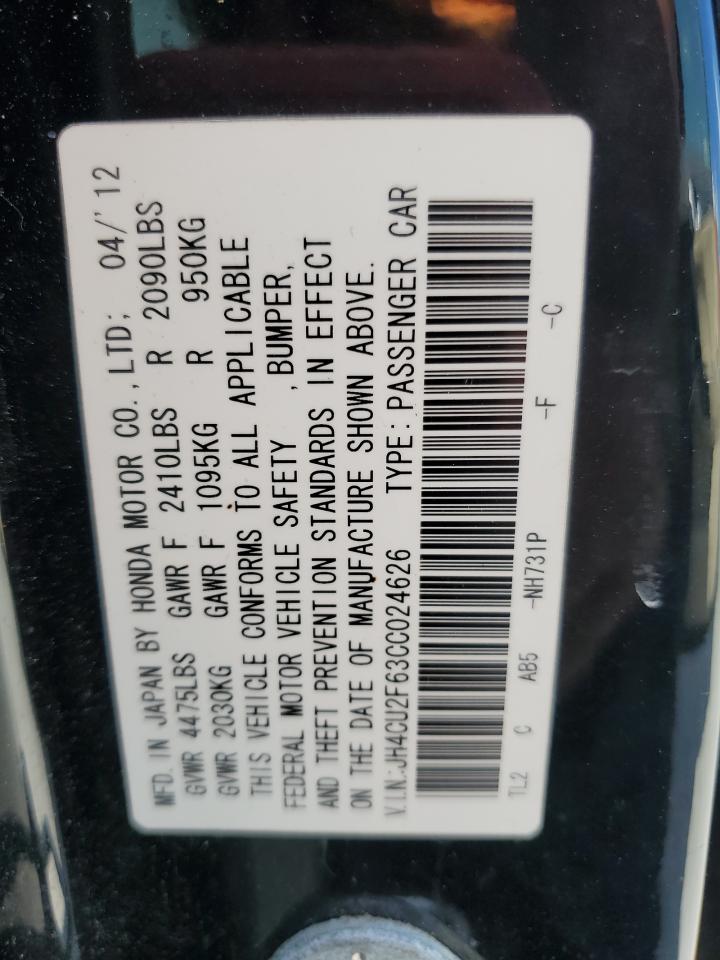 MFD. IN JAPAN BY HONDA MOTOR CO., LTD; 04/'12
GVWR 4475LBS GAWR F 2410LBS R 2090LBS
GVWR 2030KG GAWR F 1095KG R 950KG
THIS VEHICLE CONFORMS TO ALL APPLICABLE
FEDERAL MOTOR VEHICLE SAFETY ,BUMPER,
AND THEFT PREVENTION STANDARDS IN EFFECT
ON THE DATE OF MANUFACTURE SHOWN ABOVE.
V.I.N.:JH4CU2F63CC024626 TYPE:PASSENGER CAR
TL2 C AB5 -NH731P -F -C